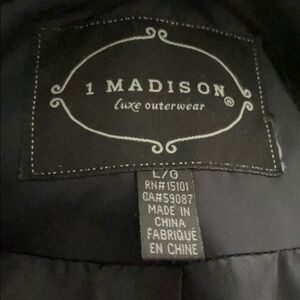 1 MADISON®
luxe outerwear
L/G
RN#15101
CA#59087
MADE IN
CHINA
FABRIQUÉ
EN CHINE